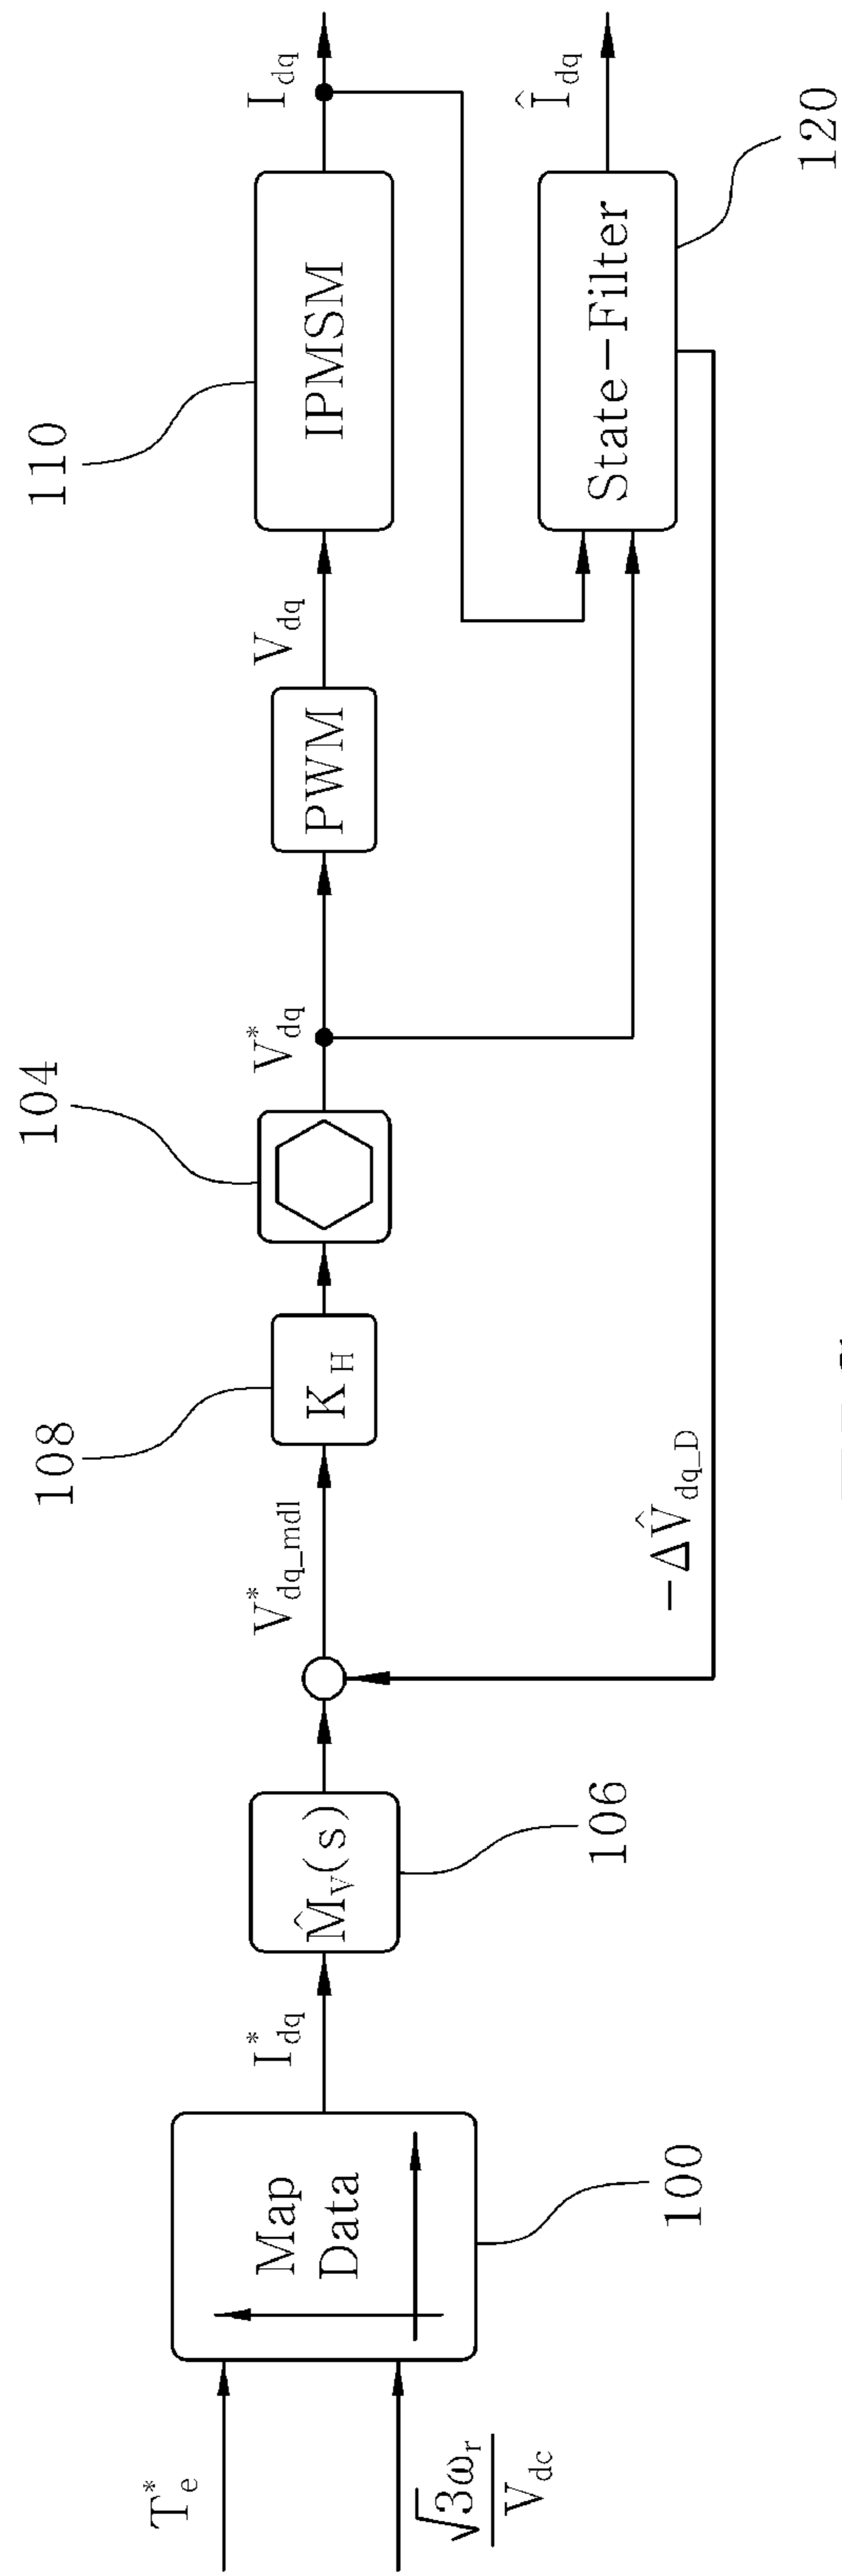 T*e
√3ωr
Vdc
Map
Data
100
I*dq
M̂V(s)
106
V*dq_mdl
-ΔV̂dq_D
108
KH
104
V*dq
PWM
Vdq
110
IPMSM
Idq
State-Filter
Îdq
120